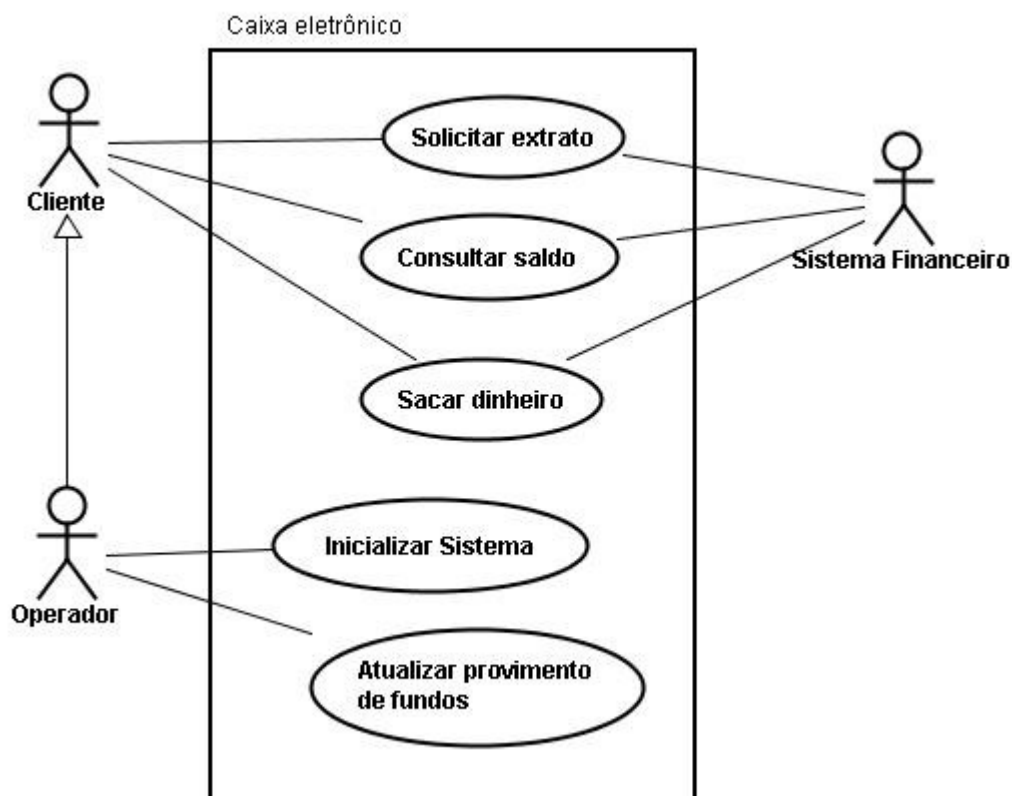 Caixa eletrônico
Solicitar extrato
Cliente
Consultar saldo
Sistema Financeiro
Sacar dinheiro
Inicializar Sistema
Operador
Atualizar provimento
de fundos